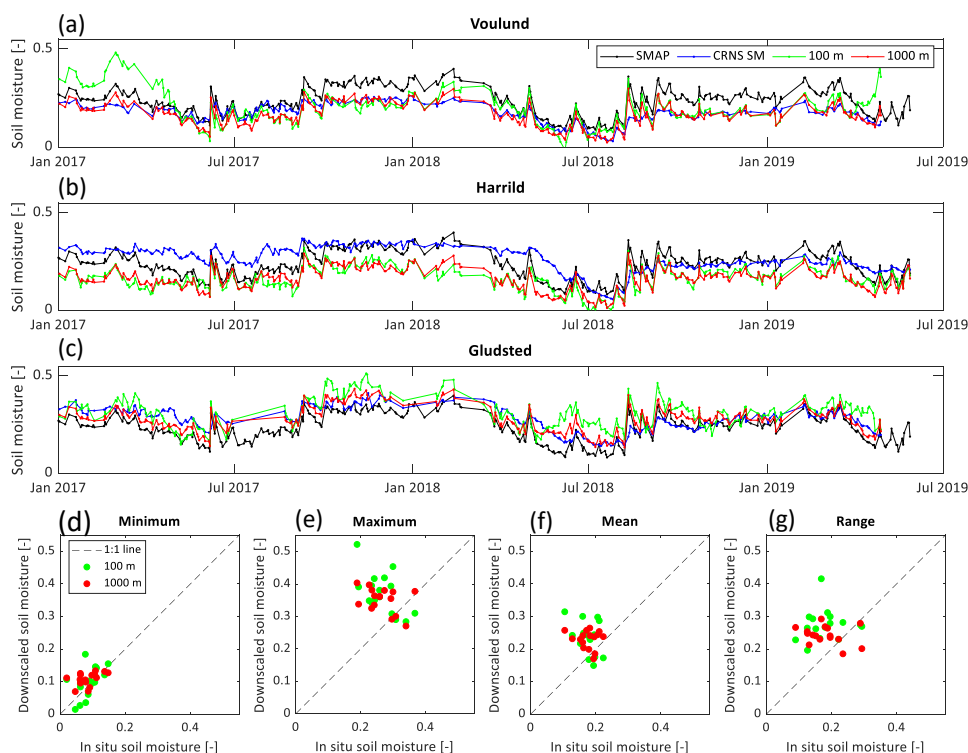 (a)
Voulund
0.5
SMAP CRNS SM 100 m 1000 m
Soil moisture [-]
0
Jan 2017 Jul 2017 Jan 2018 Jul 2018 Jan 2019 Jul 2019
(b)
Harrild
0.5
Soil moisture [-]
0
Jan 2017 Jul 2017 Jan 2018 Jul 2018 Jan 2019 Jul 2019
(c)
Gludsted
0.5
Soil moisture [-]
0
Jan 2017 Jul 2017 Jan 2018 Jul 2018 Jan 2019 Jul 2019
(d)
Minimum
Downscaled soil moisture [-]
0.5
0.4
0.3
0.2
0.1
0
1:1 line
100 m
1000 m
0 0.2 0.4
In situ soil moisture [-]
(e)
Maximum
Downscaled soil moisture [-]
0.5
0.4
0.3
0.2
0.1
0
0 0.2 0.4
In situ soil moisture [-]
(f)
Mean
Downscaled soil moisture [-]
0.5
0.4
0.3
0.2
0.1
0
0 0.2 0.4
In situ soil moisture [-]
(g)
Range
Downscaled soil moisture [-]
0.5
0.4
0.3
0.2
0.1
0
0 0.2 0.4
In situ soil moisture [-]